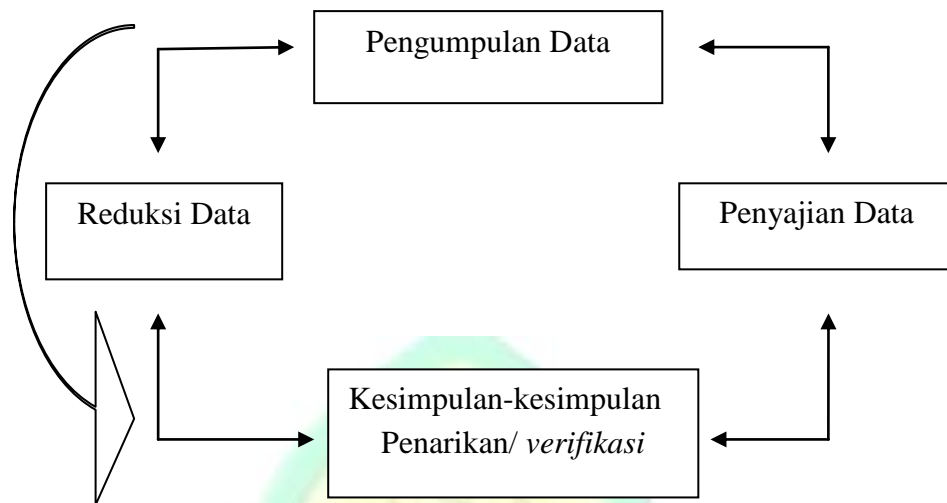 Pengumpulan Data
Reduksi Data
Penyajian Data
Kesimpulan-kesimpulan
Penarikan/ verifikasi